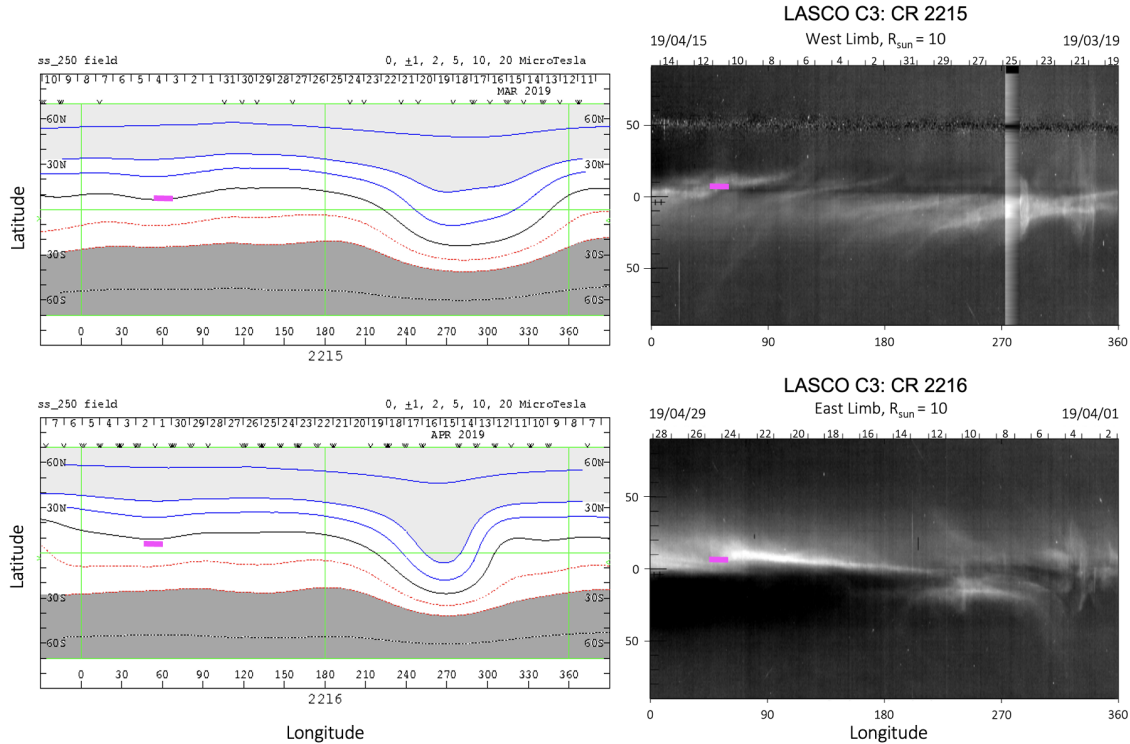 ss_250 field 0, ±1, 2, 5, 10, 20 MicroTesla
10 9 8 7 6 5 4 3 2 1 31 30 29 28 27 26 25 24 23 22 21 20 19 18 17 16 15 14 13 12 11
MAR 2019
60N 60N
30N 30N
30S 30S
60S 60S
Latitude
0 30 60 90 120 150 180 210 240 270 300 330 360
2215
LASCO C3: CR 2215
19/04/15 West Limb, Rsun = 10 19/03/19
14 12 10 8 6 4 2 31 29 27 25 23 21 19
50
0
50
0 90 180 270 360
ss_250 field 0, ±1, 2, 5, 10, 20 MicroTesla
7 6 5 4 3 2 1 30 29 28 27 26 25 24 23 22 21 20 19 18 17 16 15 14 13 12 11 10 9 8 7
APR 2019
60N 60N
30N 30N
30S 30S
60S 60S
Latitude
0 30 60 90 120 150 180 210 240 270 300 330 360
2216
Longitude
LASCO C3: CR 2216
19/04/29 East Limb, Rsun = 10 19/04/01
28 26 24 22 20 18 16 14 12 10 8 6 4 2
50
0
50
0 90 180 270 360
Longitude